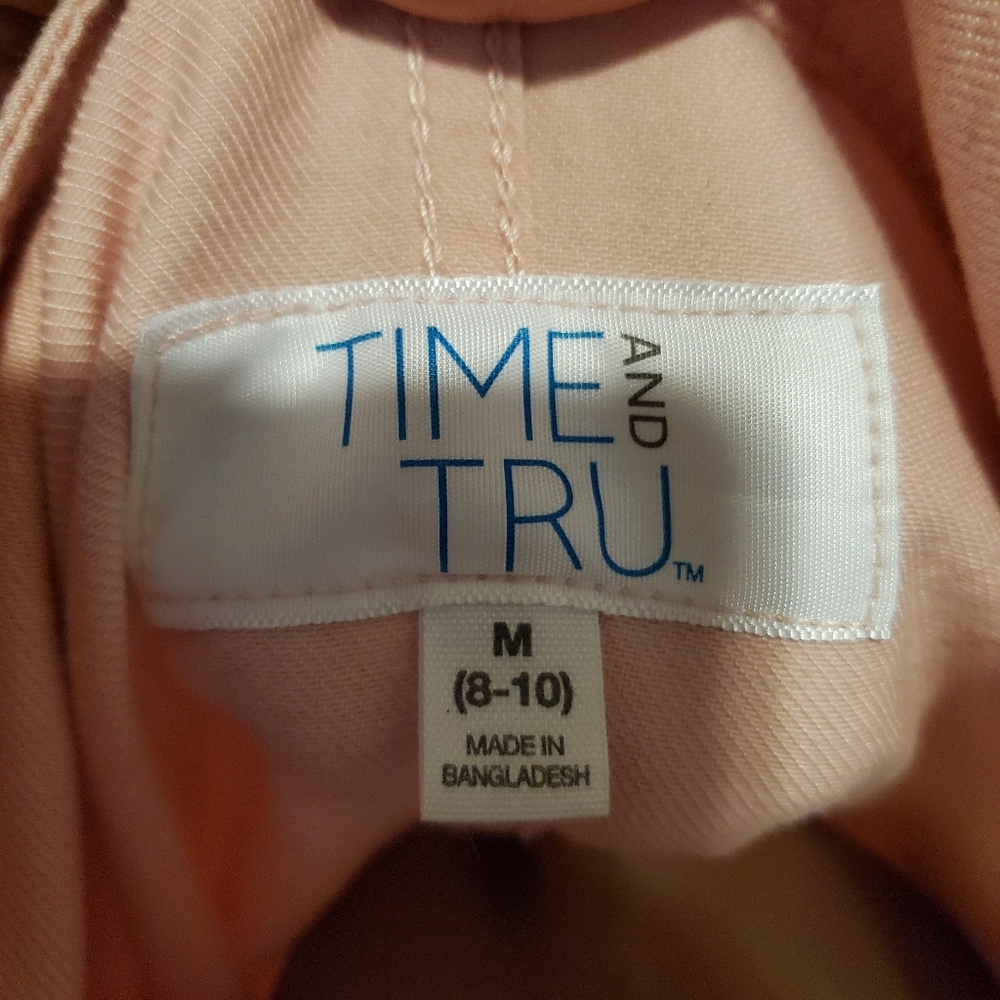 TIME AND
TRU™
M
(8-10)
MADE IN
BANGLADESH